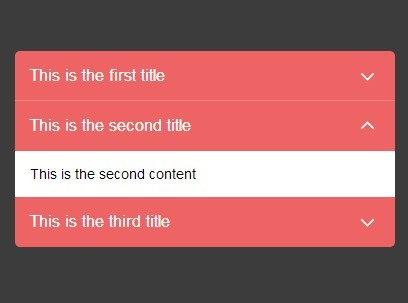 This is the first title
This is the second title
This is the second content
This is the third title